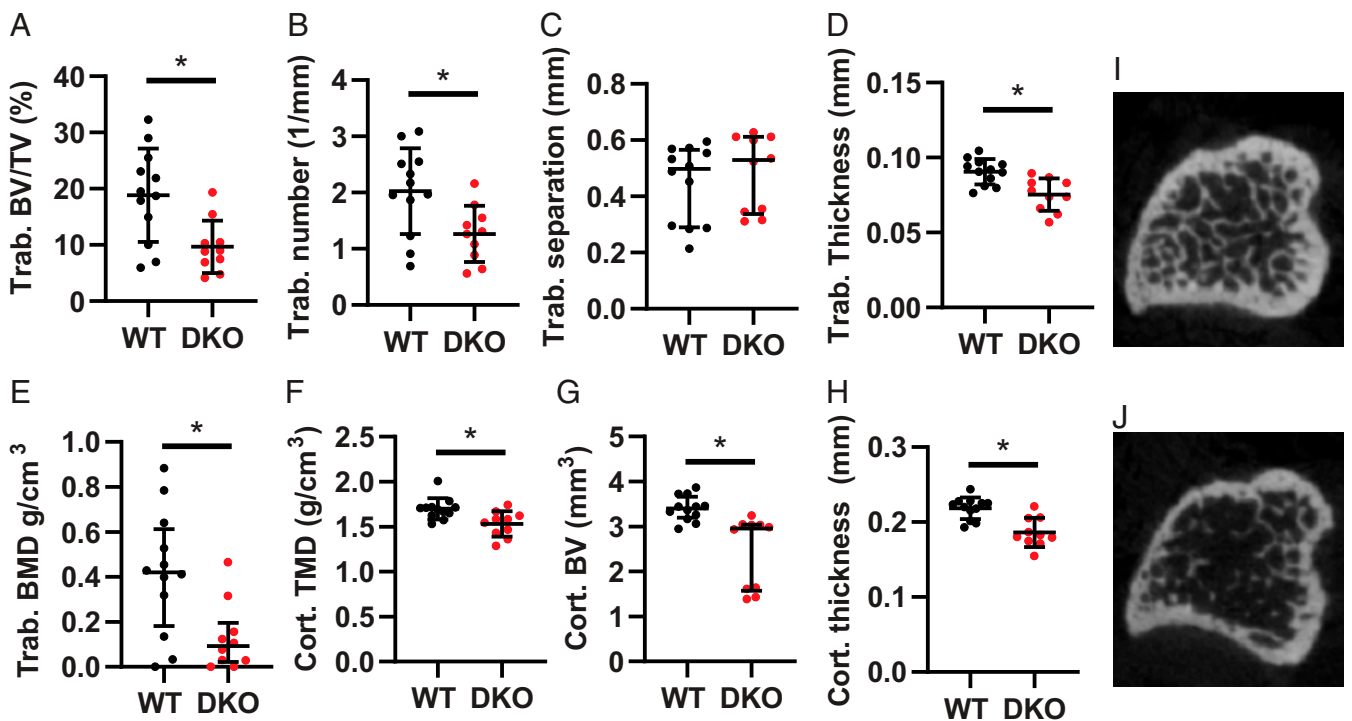 A
Trab. BV/TV (%)
40
30
20
10
0
*
WT DKO
B
Trab. number (1/mm)
4
3
2
1
0
*
WT DKO
C
Trab. separation (mm)
0.8
0.6
0.4
0.2
0.0
WT DKO
D
Trab. Thickness (mm)
0.15
0.10
0.05
0.00
*
WT DKO
I
E
Trab. BMD g/cm³
1.0
0.8
0.6
0.4
0.2
0.0
*
WT DKO
F
Cort. TMD (g/cm³)
2.5
2.0
1.5
1.0
0.5
0.0
*
WT DKO
G
Cort. BV (mm³)
5
4
3
2
1
0
*
WT DKO
H
Cort. thickness (mm)
0.3
0.2
0.1
0.0
*
WT DKO
J